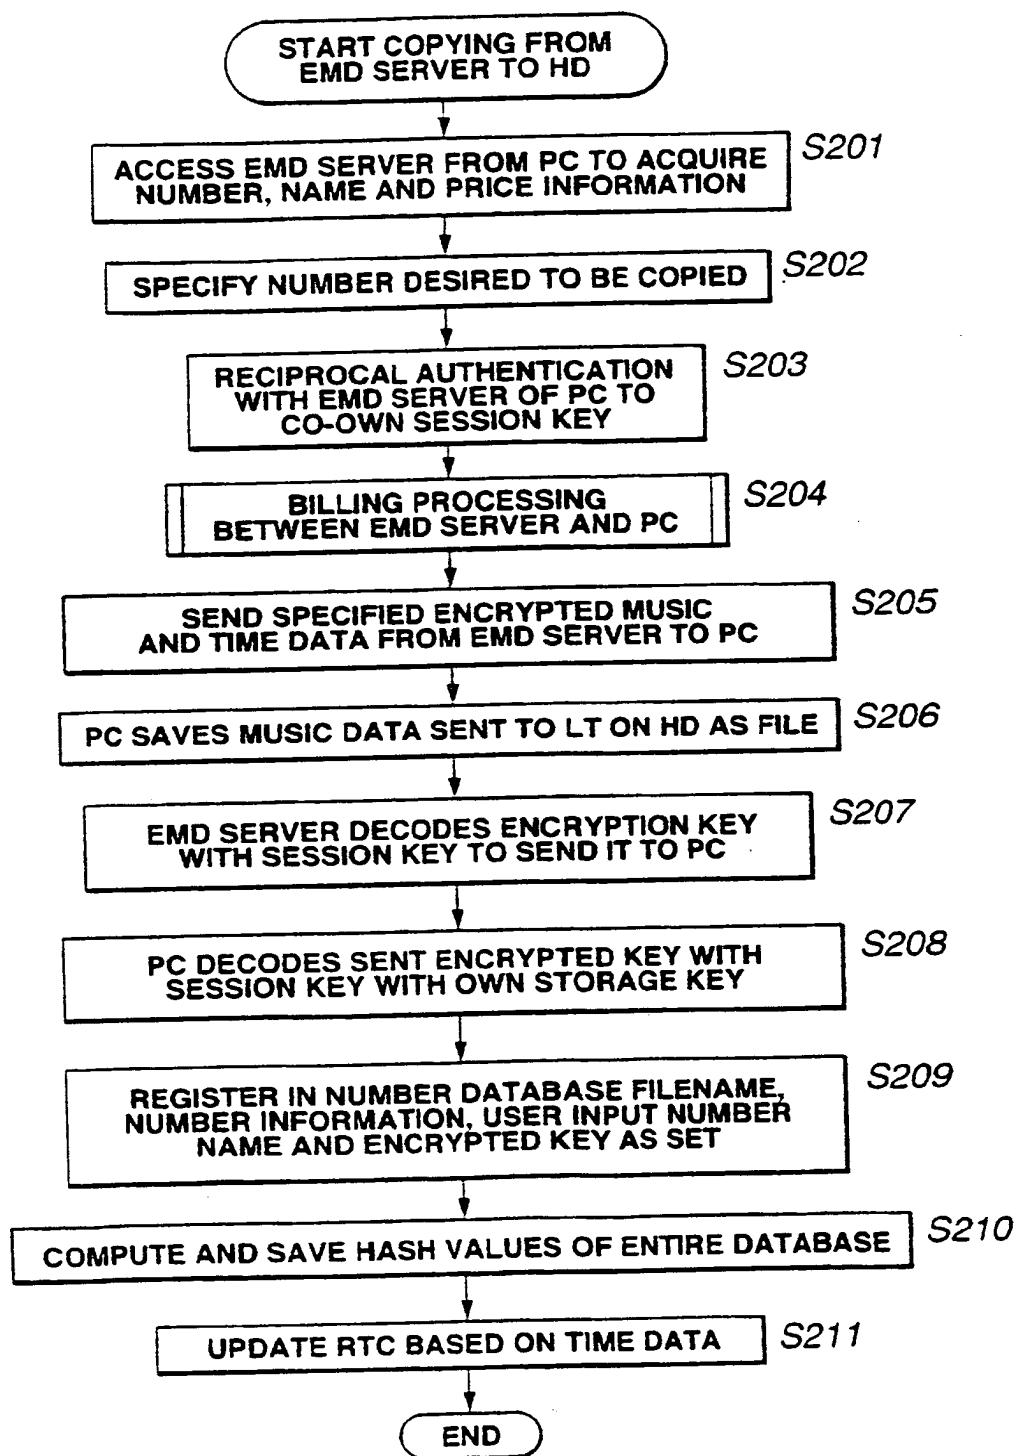 START COPYING FROM
EMD SERVER TO HD
ACCESS EMD SERVER FROM PC TO ACQUIRE
NUMBER, NAME AND PRICE INFORMATION
S201
SPECIFY NUMBER DESIRED TO BE COPIED
S202
RECIPROCAL AUTHENTICATION
WITH EMD SERVER OF PC TO
CO-OWN SESSION KEY
S203
BILLING PROCESSING
BETWEEN EMD SERVER AND PC
S204
SEND SPECIFIED ENCRYPTED MUSIC
AND TIME DATA FROM EMD SERVER TO PC
S205
PC SAVES MUSIC DATA SENT TO LT ON HD AS FILE
S206
EMD SERVER DECODES ENCRYPTION KEY
WITH SESSION KEY TO SEND IT TO PC
S207
PC DECODES SENT ENCRYPTED KEY WITH
SESSION KEY WITH OWN STORAGE KEY
S208
REGISTER IN NUMBER DATABASE FILENAME,
NUMBER INFORMATION, USER INPUT NUMBER
NAME AND ENCRYPTED KEY AS SET
S209
COMPUTE AND SAVE HASH VALUES OF ENTIRE DATABASE
S210
UPDATE RTC BASED ON TIME DATA
S211
END